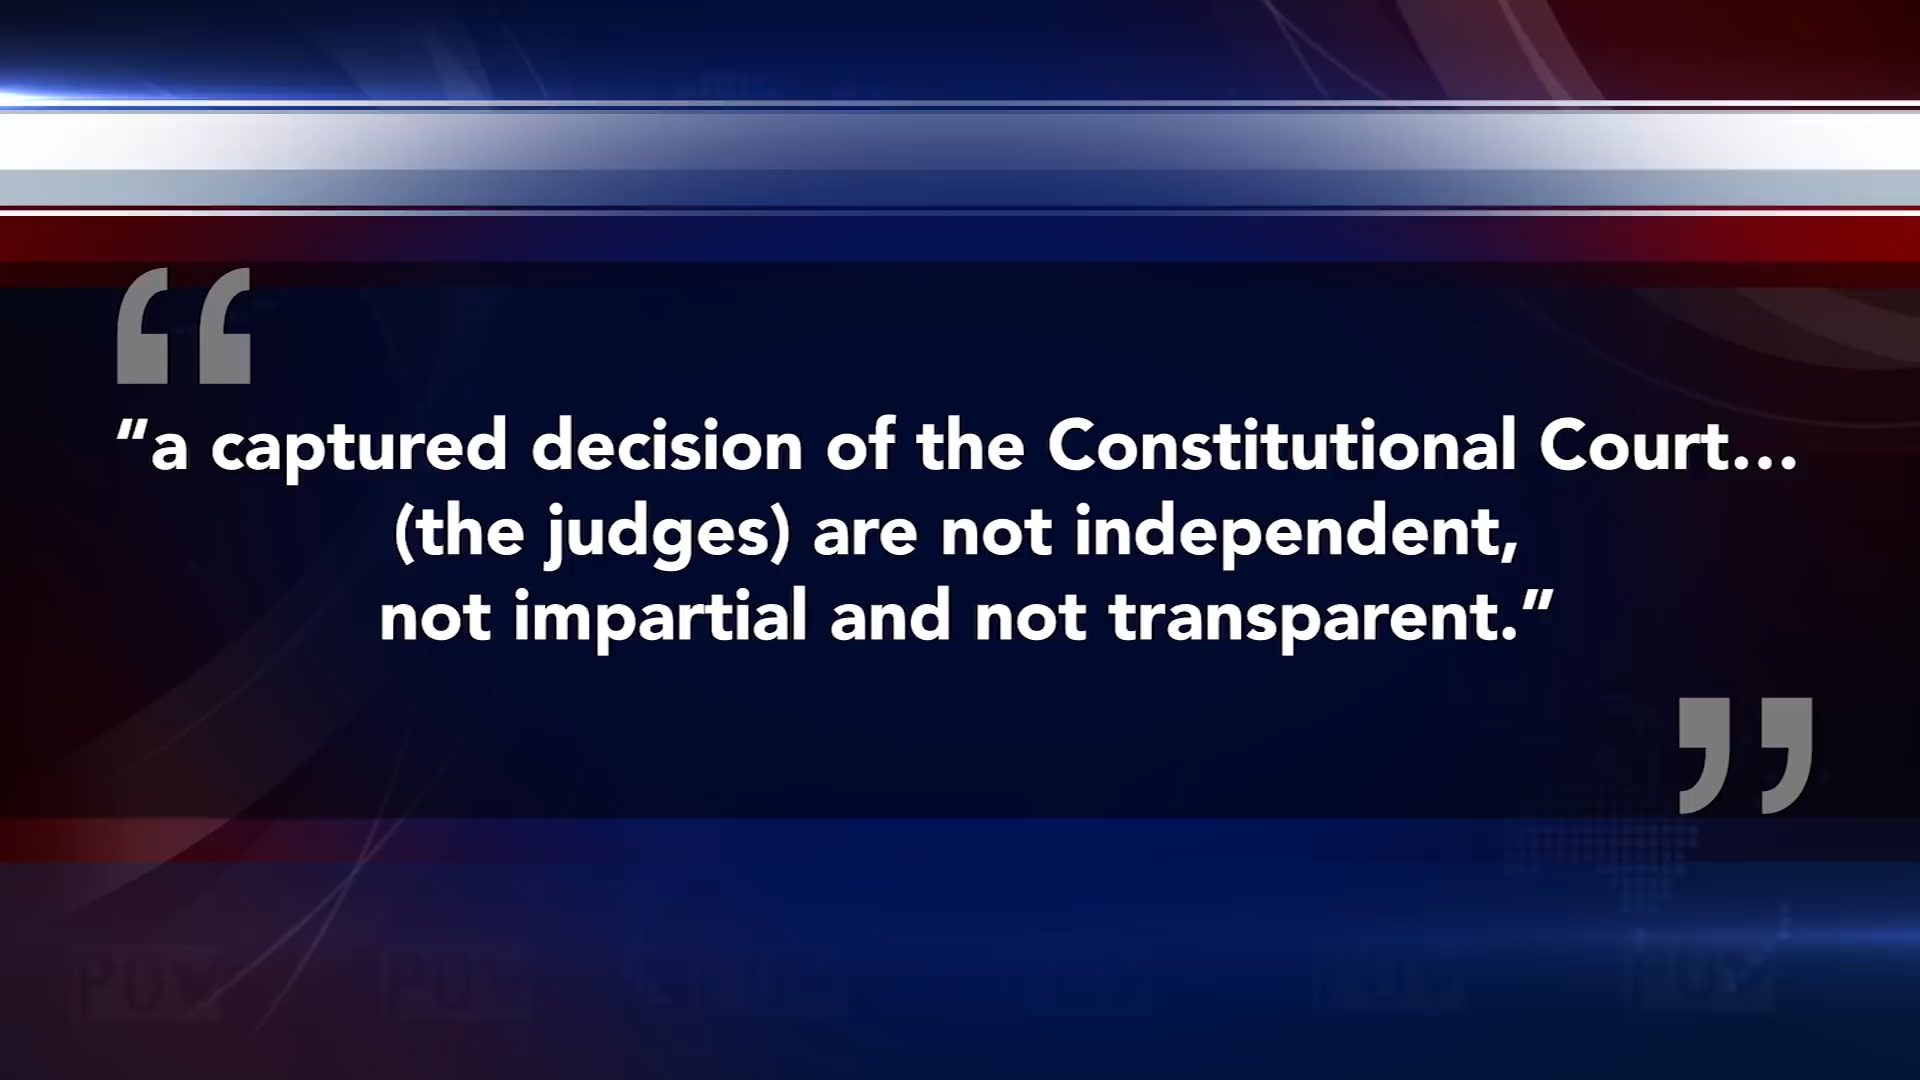 “a captured decision of the Constitutional Court...
(the judges) are not independent,
not impartial and not transparent.”